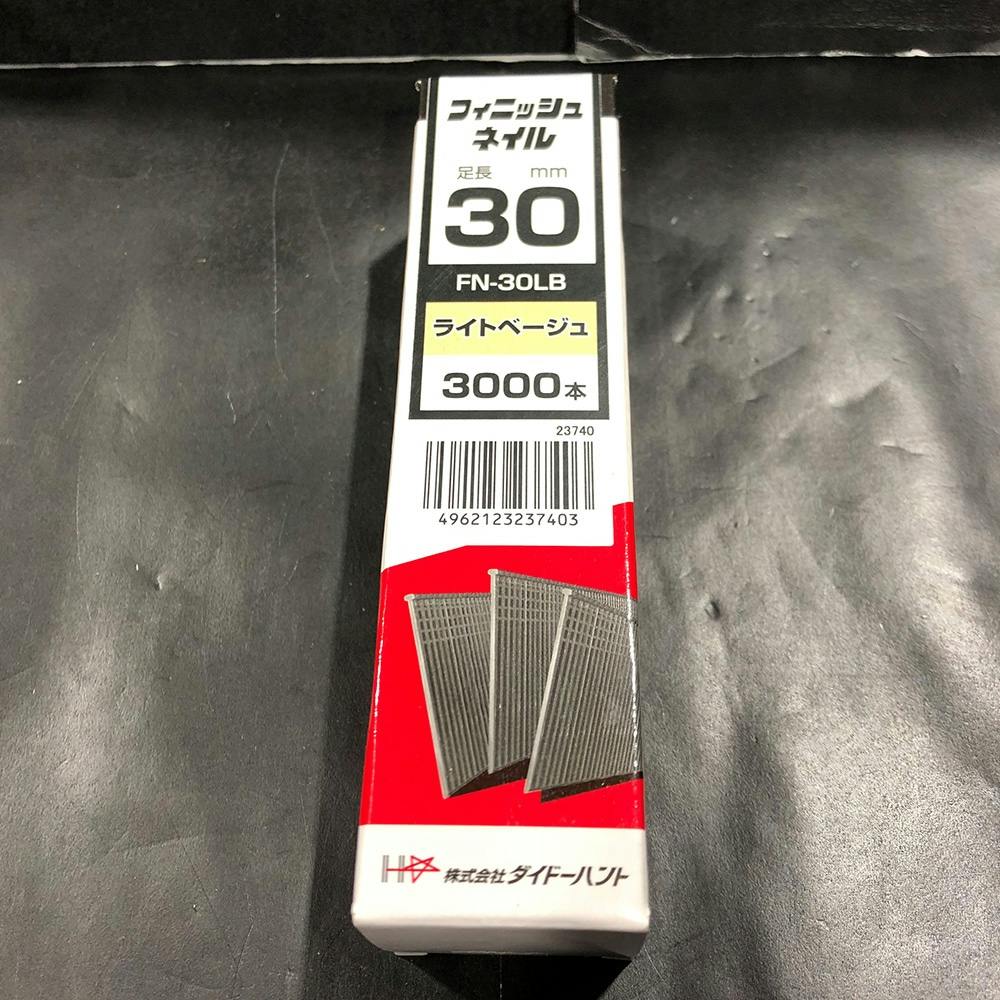 フィニッシュ
ネイル
足長 mm
30
FN-30LB
ライトベージュ
3000本
23740
4962123237403
株式会社ダイドーハント